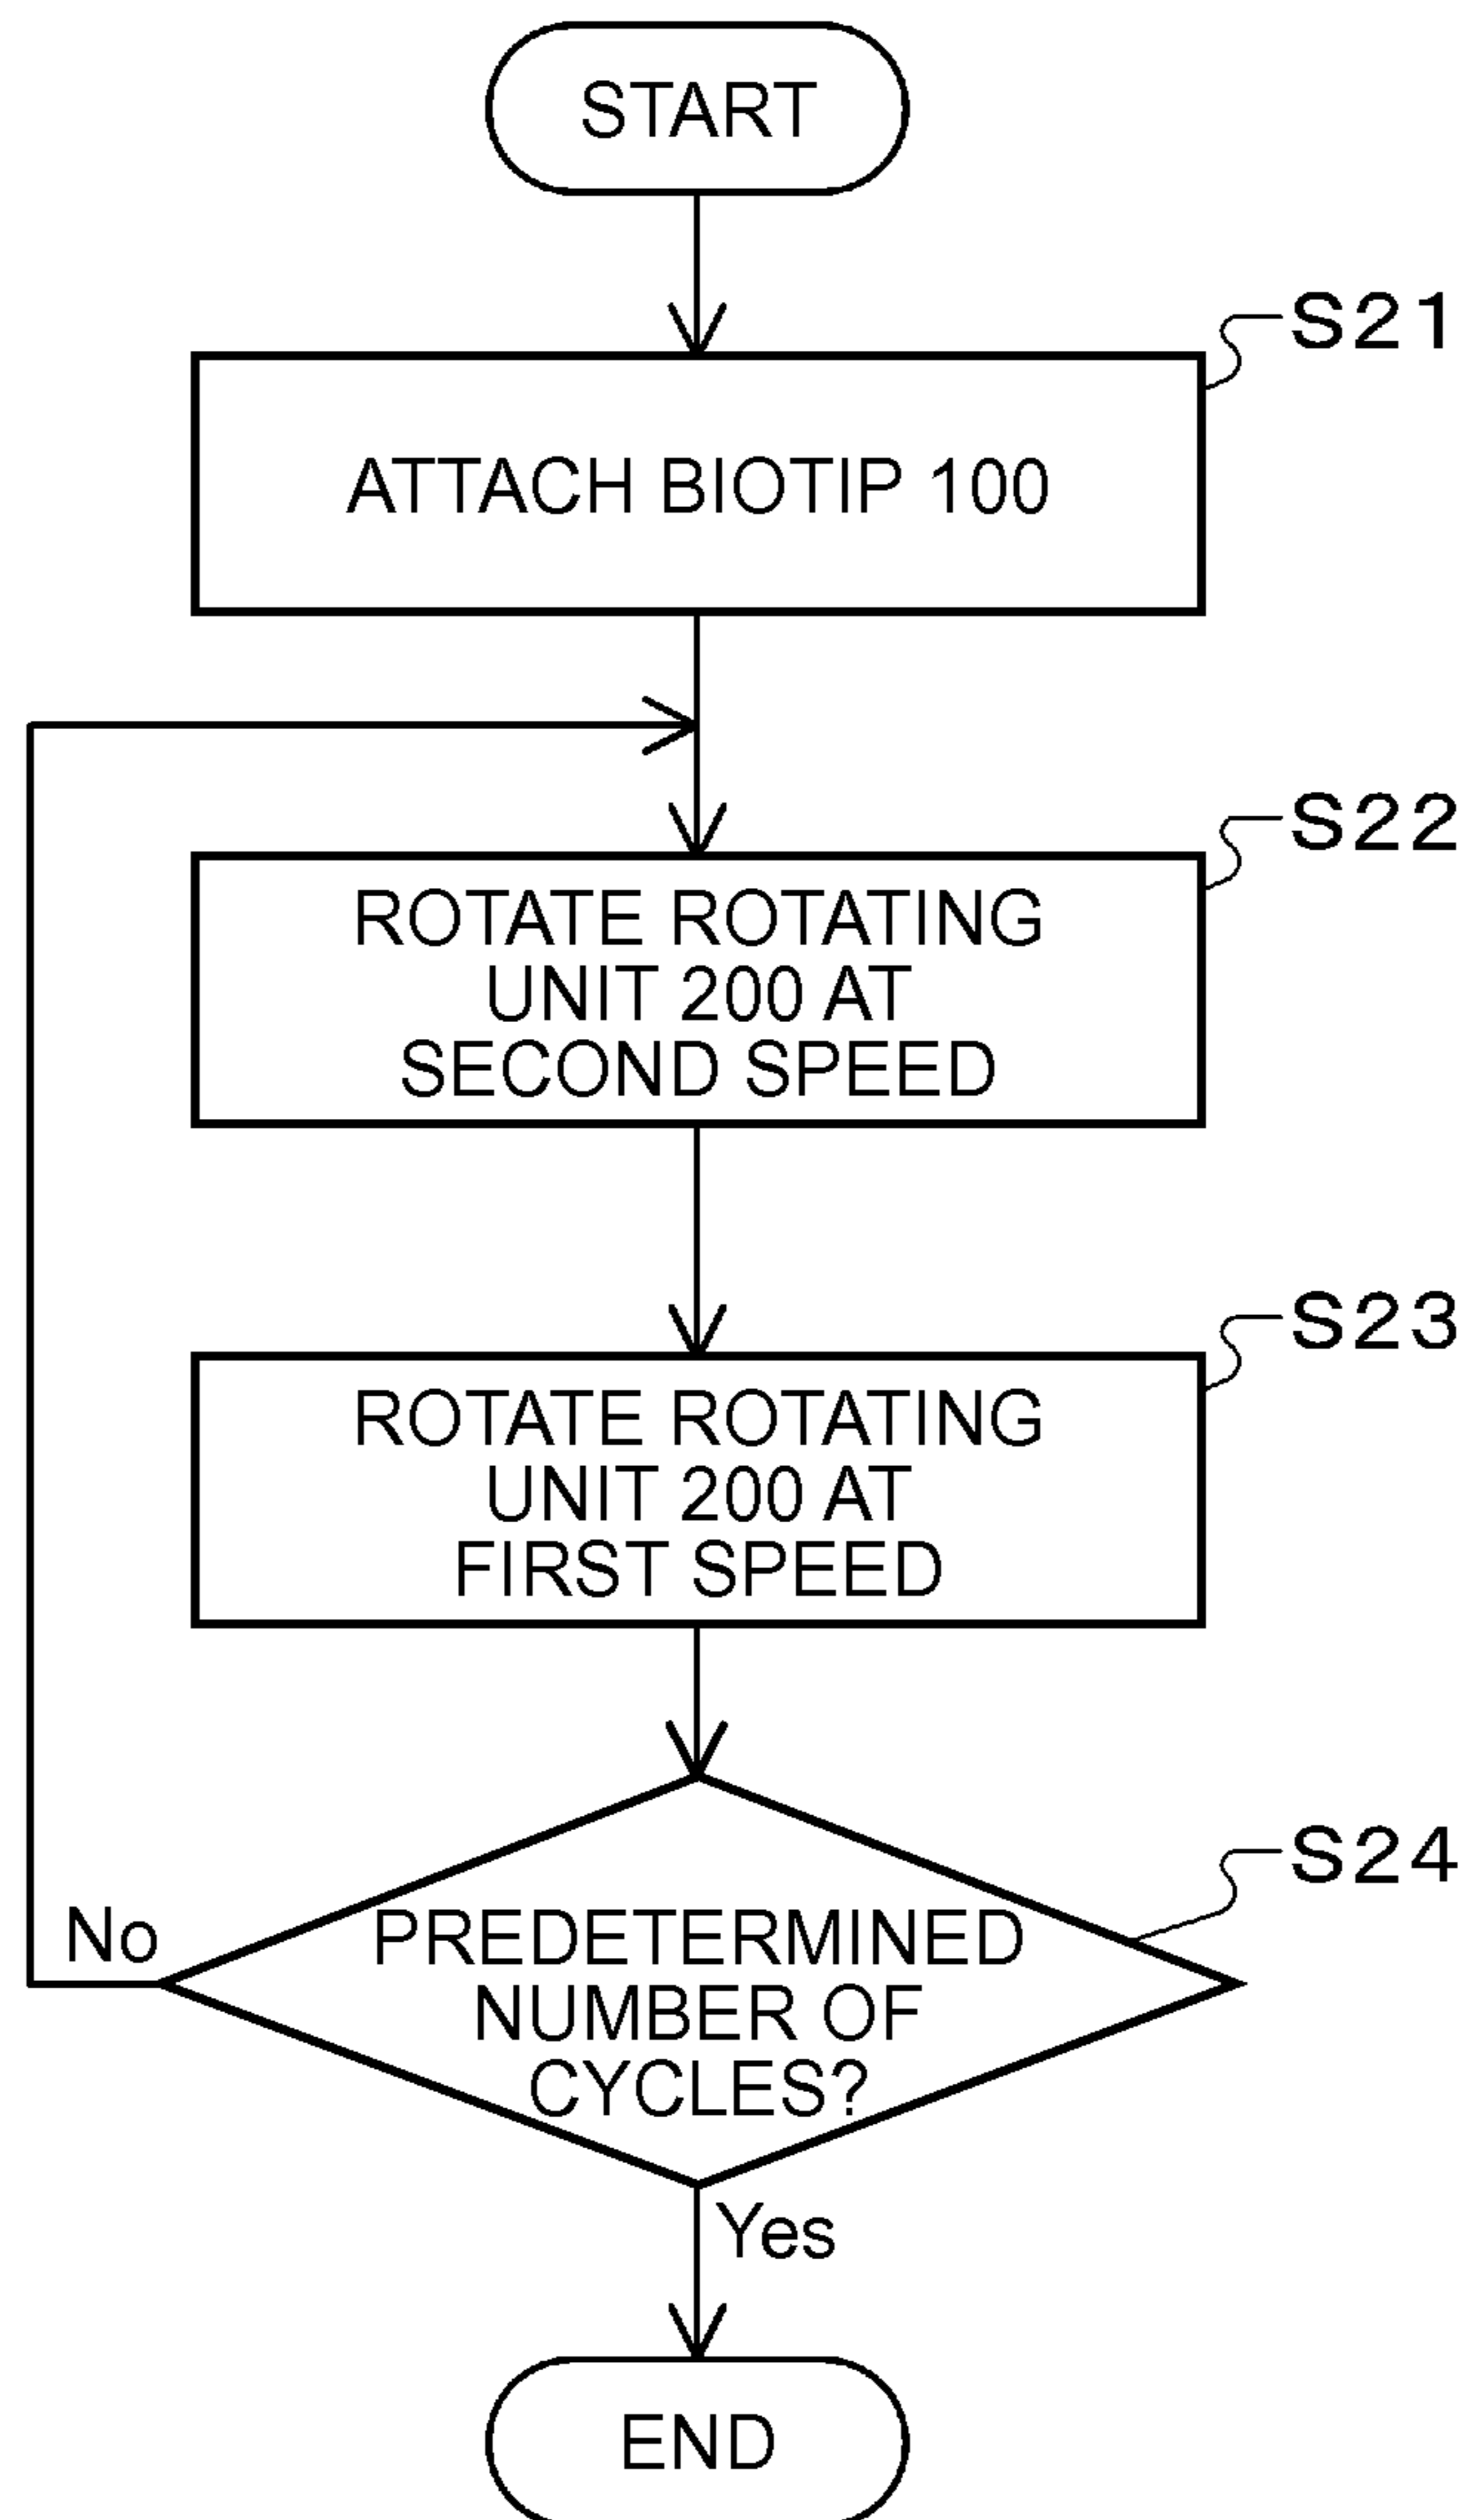 START
S21
ATTACH BIOTIP 100
S22
ROTATE ROTATING
UNIT 200 AT
SECOND SPEED
S23
ROTATE ROTATING
UNIT 200 AT
FIRST SPEED
S24
No
PREDETERMINED
NUMBER OF
CYCLES?
Yes
END